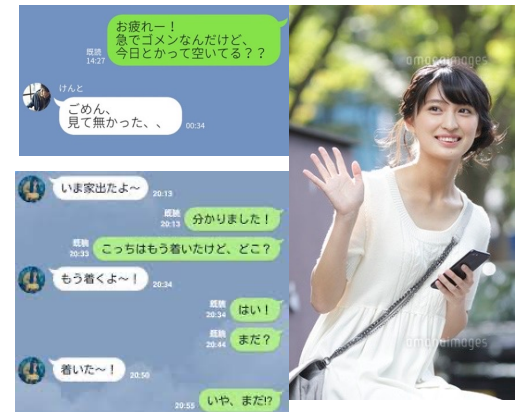 お疲れー！
急でゴメンなんだけど、
今日とかって空いてる？？
既読
14:27
けんと
ごめん、
見て無かった、、
00:34
いま家出たよ〜
20:13
既読
20:13
分かりました！
既読
20:33
こっちはもう着いたけど、どこ？
もう着くよ〜！
20:34
既読
20:34
はい！
既読
20:44
まだ？
着いた〜！
20:50
20:55
いや、まだ!?
amanaimages
amanaimages